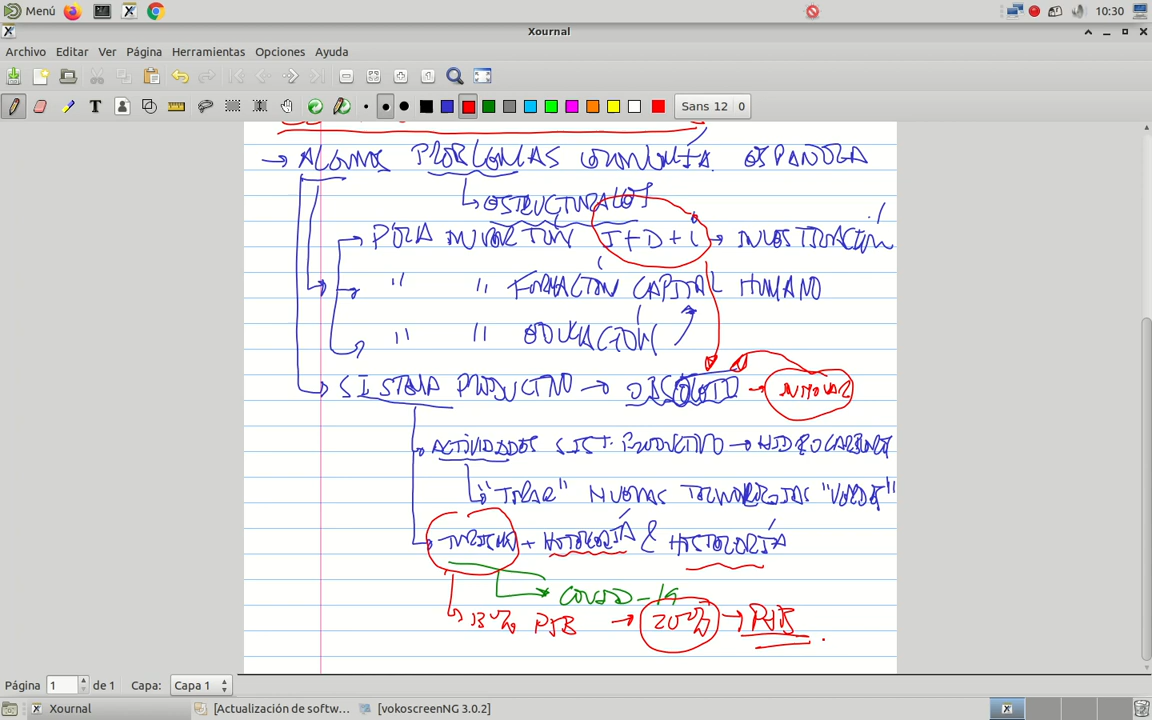 Menú 10:30
Xournal
Archivo Editar Ver Página Herramientas Opciones Ayuda
Sans 12 0
→ ALGUNOS PROBLEMAS ECONOMÍA ESPAÑOLA
ESTRUCTURALES
POCA INVERSIÓN I+D+i → INVESTIGACIÓN
" " FORMACIÓN CAPITAL HUMANO
" " EDUCACIÓN
SISTEMA PRODUCTIVO → OBSOLETO → INNOVAR
ACTIVIDADES SIST. PRODUCTIVO → HIDROCARBUROS
" NUEVAS TECNOLOGÍAS "VERDES"
TURISMO + HOTELERÍA & HOSTELERÍA
COVID-19
13% PIB → 20% → PIB
Página 1 de 1 Capa: Capa 1
Xournal [Actualización de softw... [vokoscreenNG 3.0.2]